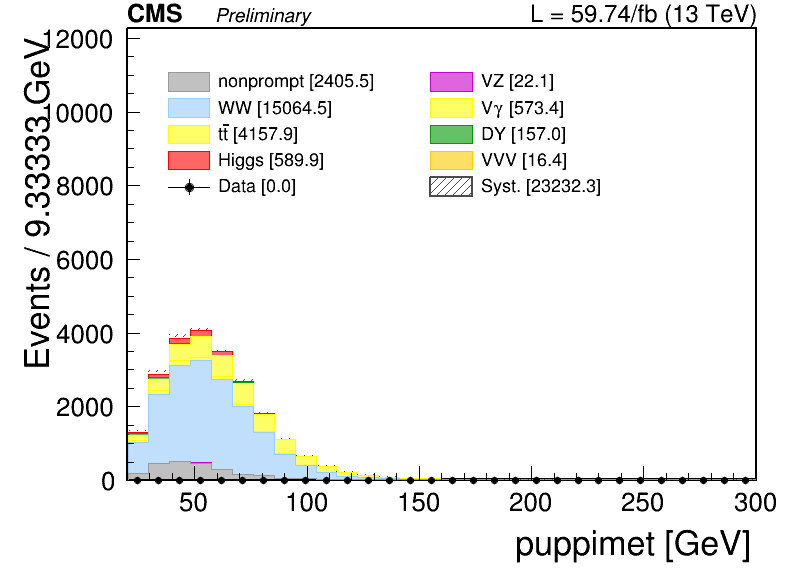 CMS Preliminary L = 59.74/fb (13 TeV)
Events / 9.33333 GeV
12000
10000
8000
6000
4000
2000
0
nonprompt [2405.5]
WW [15064.5]
tt̄ [4157.9]
Higgs [589.9]
Data [0.0]
VZ [22.1]
Vγ [573.4]
DY [157.0]
VVV [16.4]
Syst. [23232.3]
50 100 150 200 250 300
puppimet [GeV]